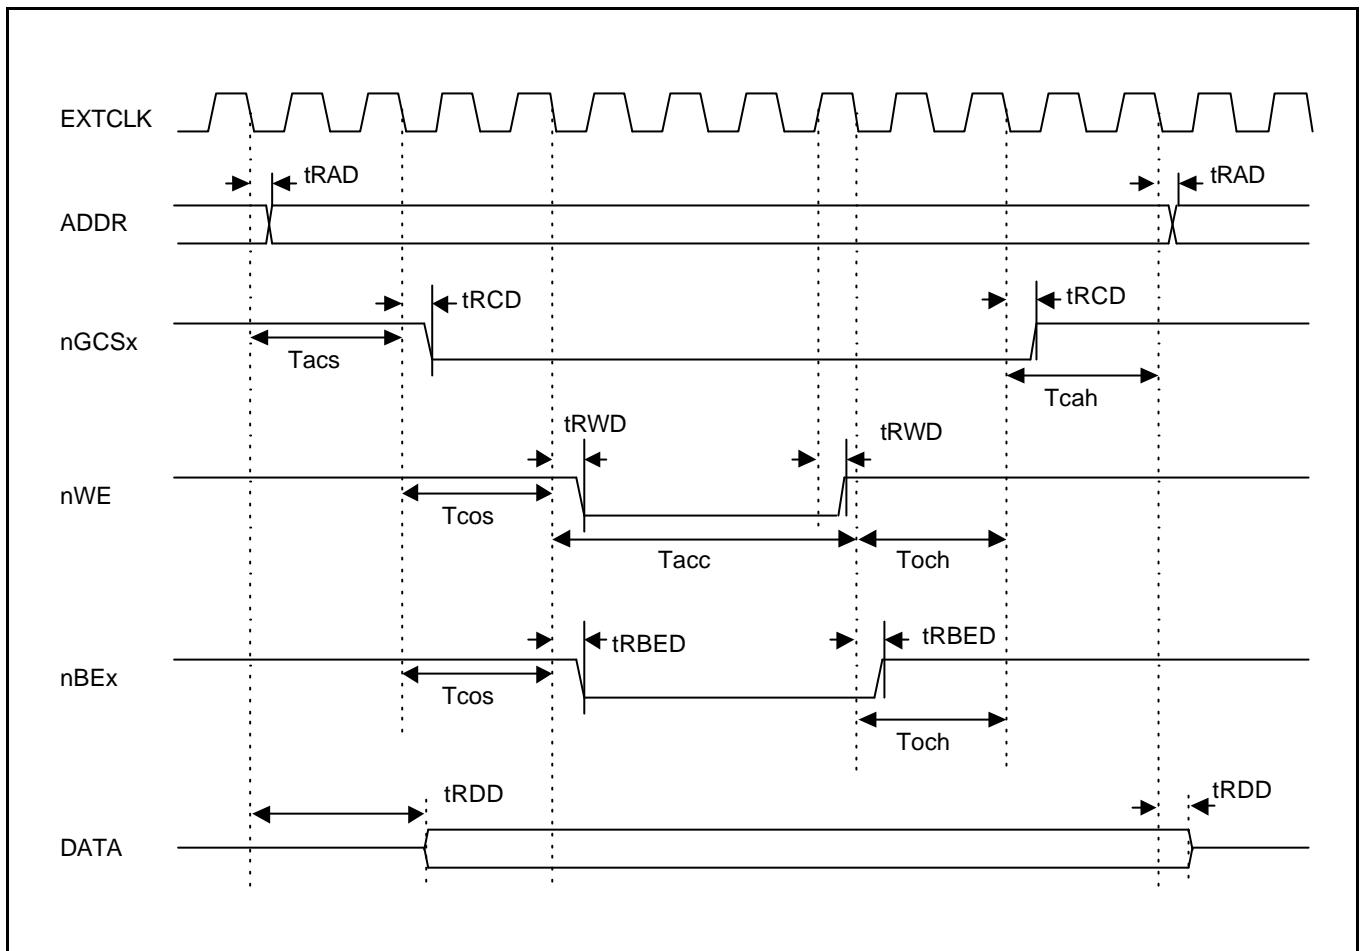 EXTCLK
tRAD
tRAD
ADDR
tRCD
tRCD
nGCSx
Tacs
Tcah
tRWD
tRWD
nWE
Tcos
Tacc
Toch
tRBED
tRBED
nBEx
Tcos
Toch
tRDD
tRDD
DATA